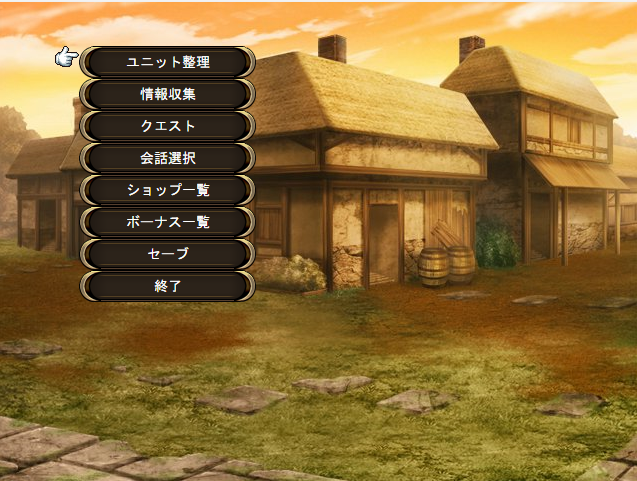 ユニット整理
情報収集
クエスト
会話選択
ショップ一覧
ボーナス一覧
セーブ
終了